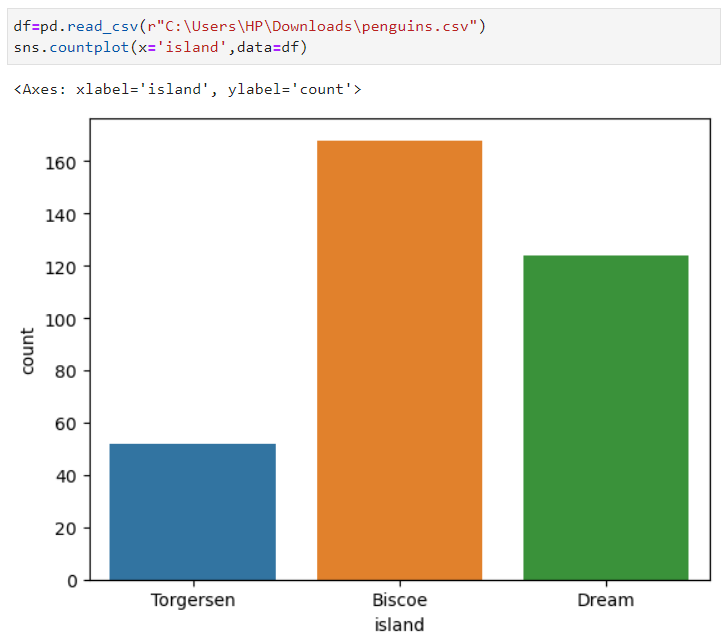 df=pd.read_csv(r"C:\Users\HP\Downloads\penguins.csv")
sns.countplot(x='island',data=df)
<Axes: xlabel='island', ylabel='count'>
160
140
120
100
80
60
40
20
0
count
Torgersen Biscoe Dream
island